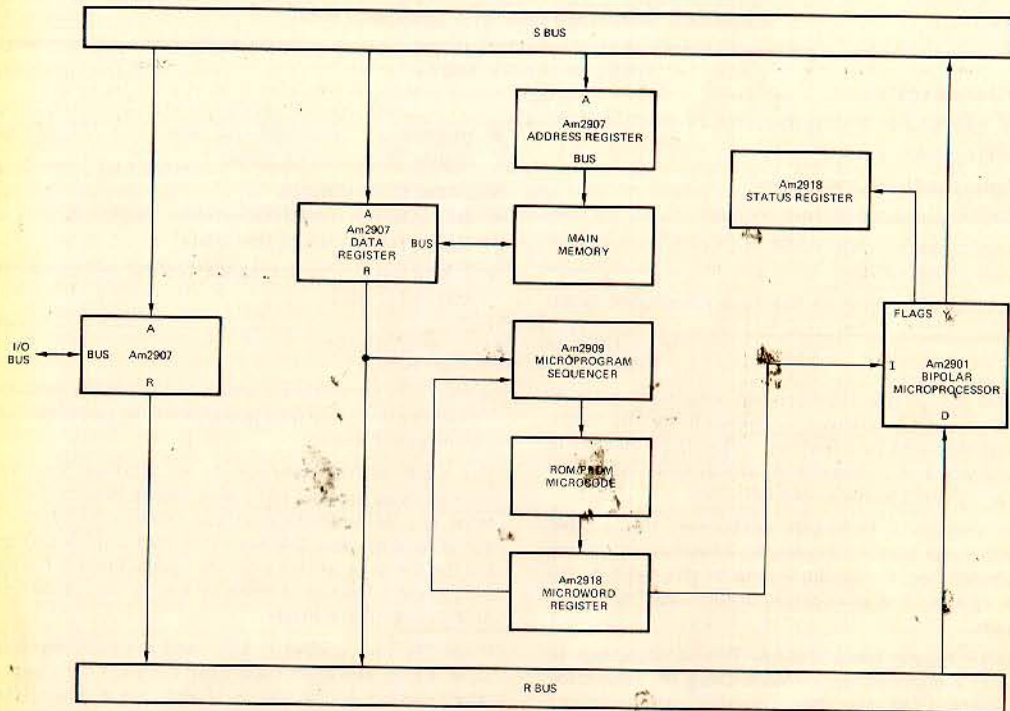 S BUS
A
Am2907
ADDRESS REGISTER
BUS
Am2918
STATUS REGISTER
A
Am2907
DATA
REGISTER
BUS
R
MAIN
MEMORY
I/O
BUS
A
BUS
Am2907
R
Am2909
MICROPROGRAM
SEQUENCER
FLAGS Y
I
Am2901
BIPOLAR
MICROPROCESSOR
D
ROM/PROM
MICROCODE
Am2918
MICROWORD
REGISTER
R BUS